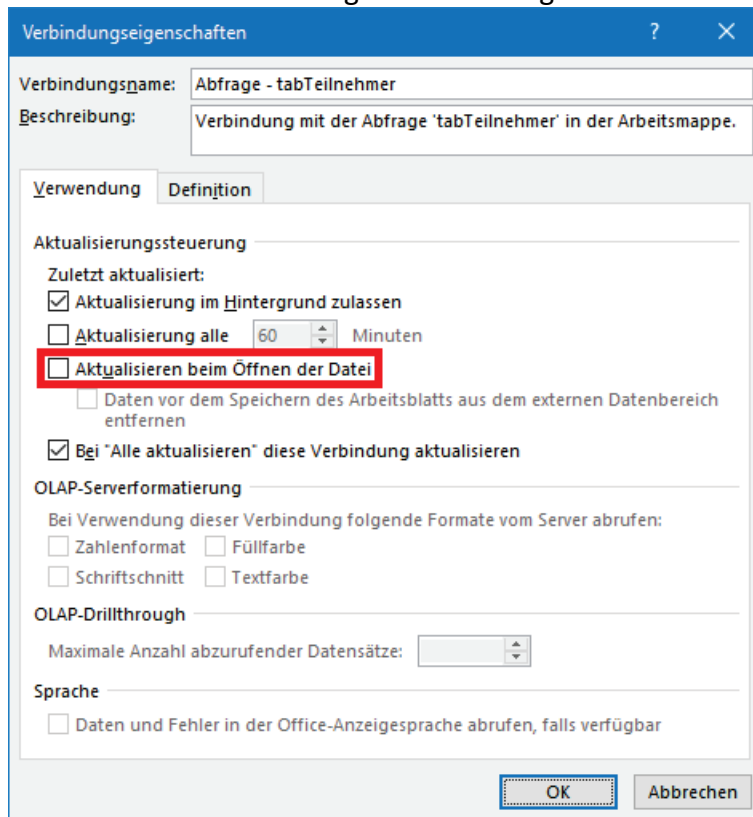 Verbindungseigenschaften ?
Verbindungsname: Abfrage - tabTeilnehmer
Beschreibung: Verbindung mit der Abfrage 'tabTeilnehmer' in der Arbeitsmappe.
Verwendung Definition
Aktualisierungssteuerung
Zuletzt aktualisiert:
Aktualisierung im Hintergrund zulassen
Aktualisierung alle 60 Minuten
Aktualisieren beim Öffnen der Datei
Daten vor dem Speichern des Arbeitsblatts aus dem externen Datenbereich
entfernen
Bei "Alle aktualisieren" diese Verbindung aktualisieren
OLAP-Serverformatierung
Bei Verwendung dieser Verbindung folgende Formate vom Server abrufen:
Zahlenformat Füllfarbe
Schriftschnitt Textfarbe
OLAP-Drillthrough
Maximale Anzahl abzurufender Datensätze:
Sprache
Daten und Fehler in der Office-Anzeigesprache abrufen, falls verfügbar
OK Abbrechen